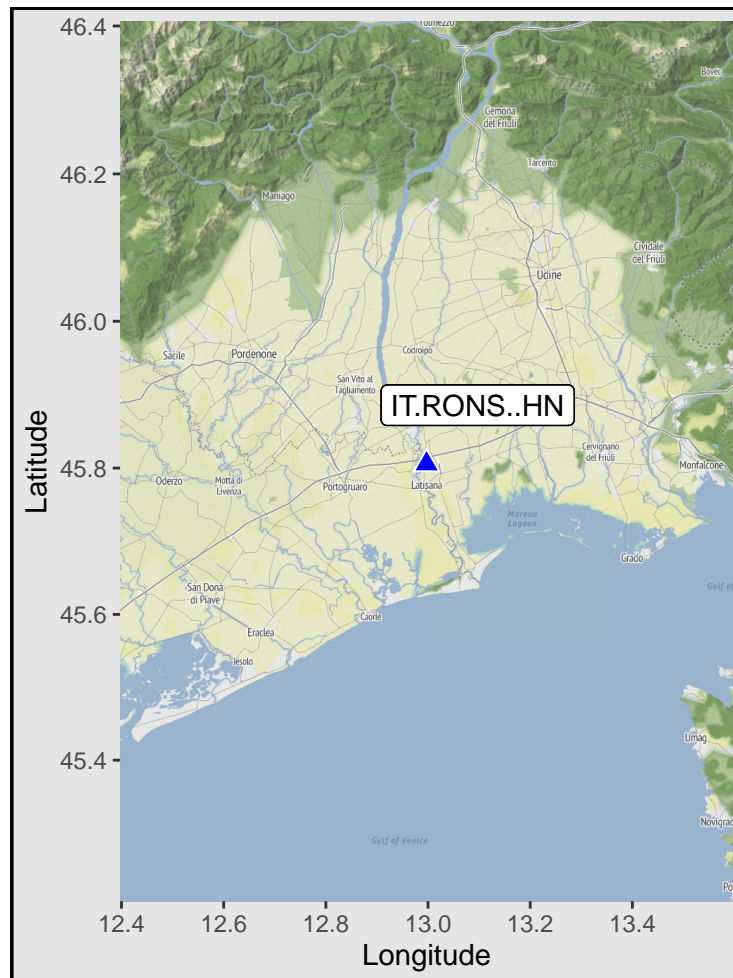 46.4
46.2
46.0
45.8
45.6
45.4
Latitude
12.4
12.6
12.8
13.0
13.2
13.4
Longitude
Tolmezzo
Bovec
Gemona
del Friuli
Tarcento
Maniago
Cividale
del Friuli
Udine
Sacile
Pordenone
Codroipo
San Vito al
Tagliamento
IT.RONS..HN
Cervignano
del Friuli
Monfalcone
Oderzo
Motta di
Livenza
Portogruaro
Latisana
Marano
Lagoon
Grado
San Donà
di Piave
Caorle
Eraclea
Jesolo
Gulf of
Umag
Novigrad
Gulf of Venice
Po